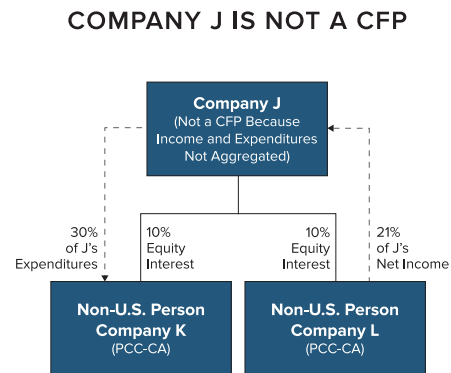 COMPANY J IS NOT A CFP
Company J
(Not a CFP Because
Income and Expenditures
Not Aggregated)
30%
of J's
Expenditures
10%
Equity
Interest
10%
Equity
Interest
21%
of J's
Net Income
Non-U.S. Person
Company K
(PCC-CA)
Non-U.S. Person
Company L
(PCC-CA)